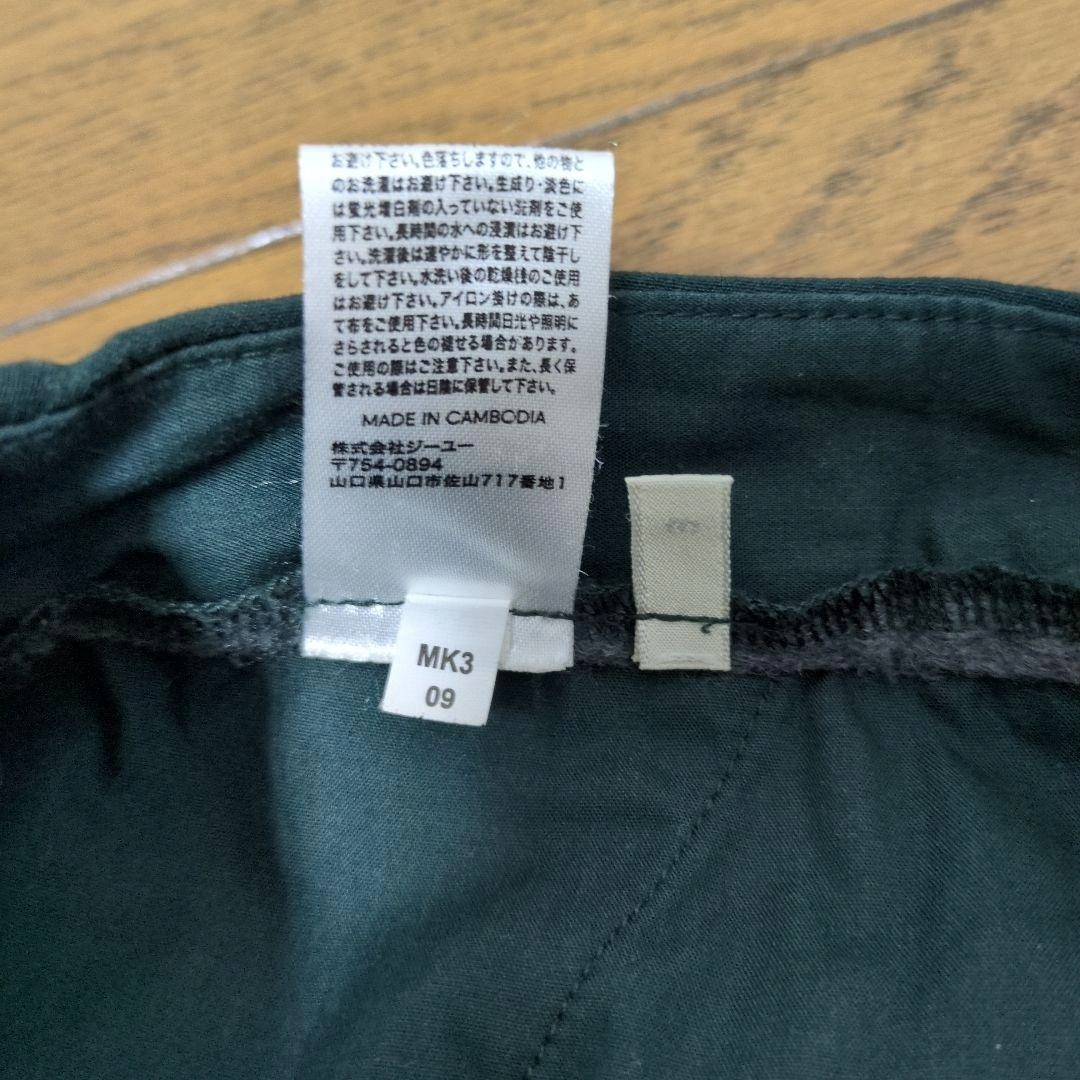 お避け下さい。色落ちしますので、他の物と
のお洗濯はお避け下さい。生成り・淡色に
は蛍光増白剤の入っていない洗剤をご使
用下さい。長時間の水への浸漬はお避け下
さい。洗濯後は速やかに形を整えて陰干し
をして下さい。水洗い後の乾燥機のご使用
はお避け下さい。アイロン掛けの際は、あ
て布をご使用下さい。長時間日光や照明に
さらされると色の褪せる場合があります。
ご使用の際はご注意下さい。また、長く保
管される場合は日陰に保管して下さい。
MADE IN CAMBODIA
株式会社ジーユー
〒754-0894
山口県山口市佐山717番地1
MK3
09